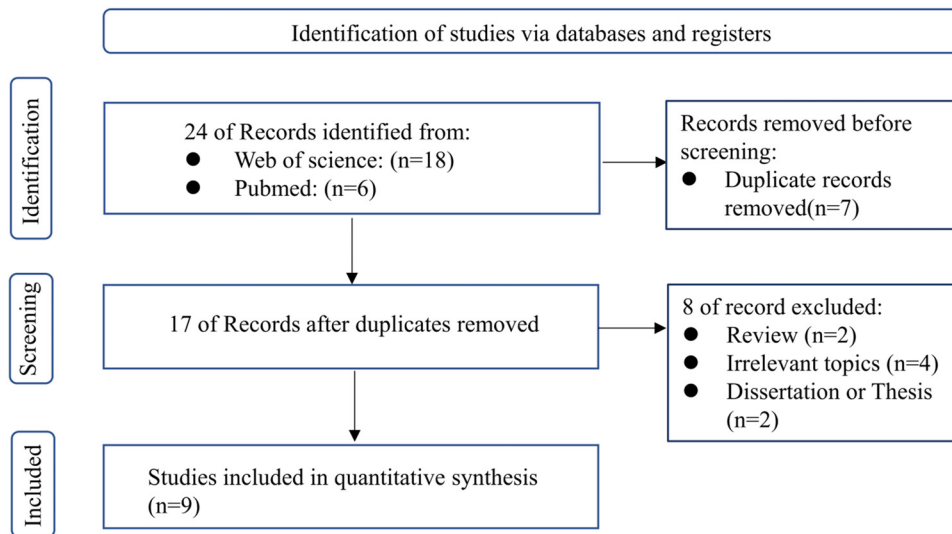 Identification of studies via databases and registers
Identification
24 of Records identified from:
● Web of science: (n=18)
● Pubmed: (n=6)
Records removed before
screening:
● Duplicate records
removed(n=7)
Screening
17 of Records after duplicates removed
8 of record excluded:
● Review (n=2)
● Irrelevant topics (n=4)
● Dissertation or Thesis
(n=2)
Included
Studies included in quantitative synthesis
(n=9)